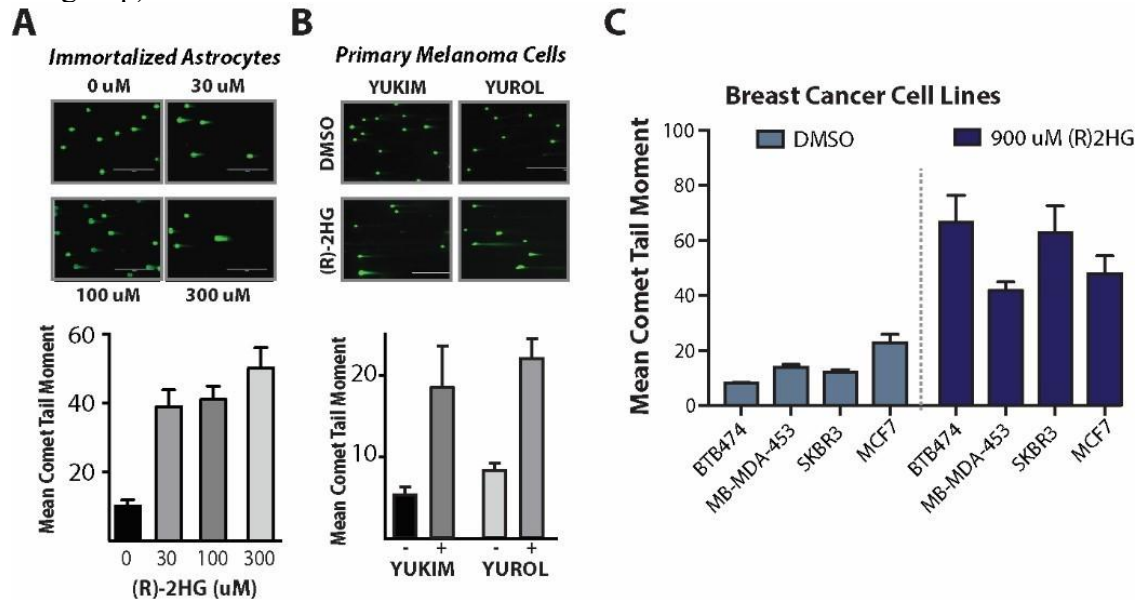 A
Immortalized Astrocytes
0 uM 30 uM
100 uM 300 uM
Mean Comet Tail Moment
60
40
20
0 30 100 300
(R)-2HG (uM)
B
Primary Melanoma Cells
YUKIM YUROL
DMSO
(R)-2HG
Mean Comet Tail Moment
20
10
- + - +
YUKIM YUROL
C
Breast Cancer Cell Lines
DMSO 900 uM (R)2HG
Mean Comet Tail Moment
100
80
60
40
20
0
BTB474
MB-MDA-453
SKBR3
MCF7
BTB474
MB-MDA-453
SKBR3
MCF7